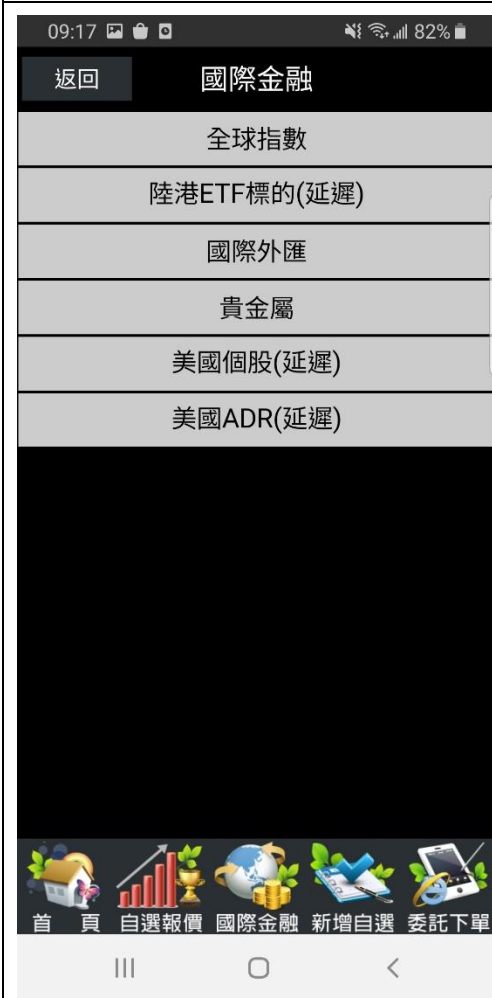 09:17 82%
返回 國際金融
全球指數
陸港ETF標的(延遲)
國際外匯
貴金屬
美國個股(延遲)
美國ADR(延遲)
首 頁 自選報價 國際金融 新增自選 委託下單